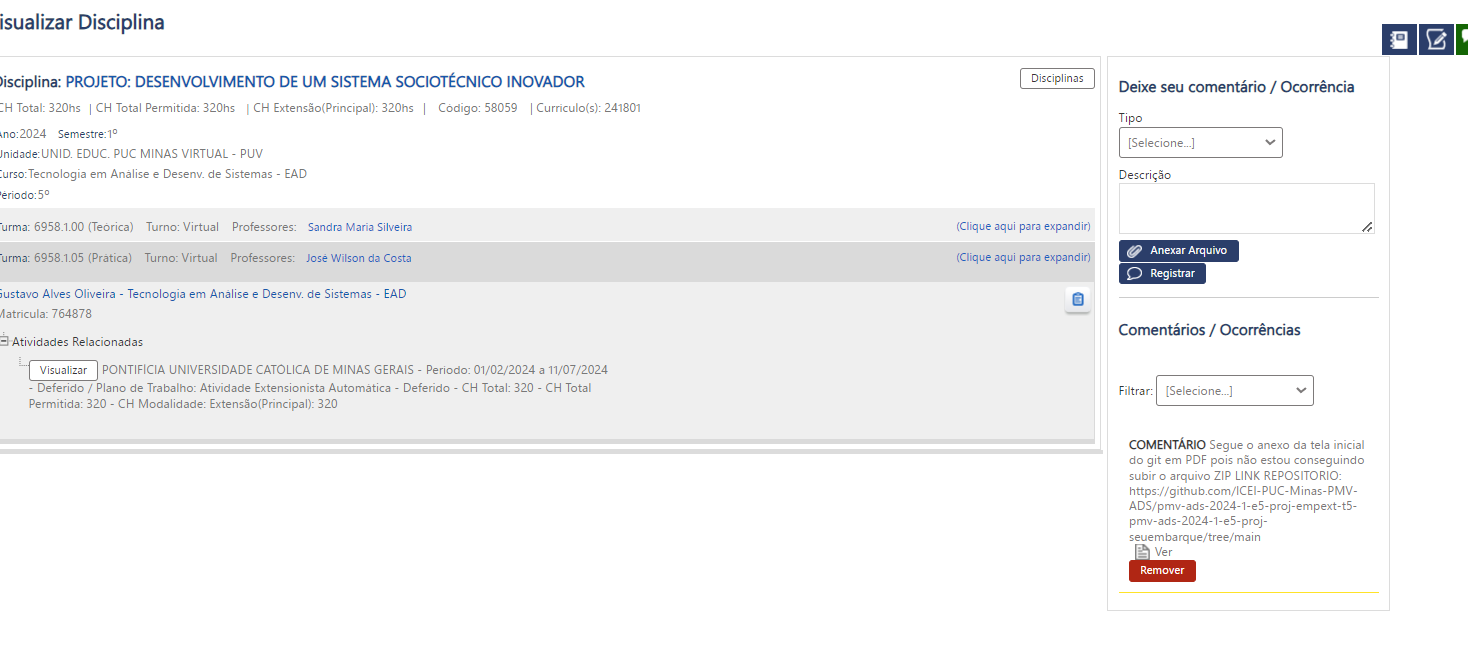 isualizar Disciplina
Disciplina: PROJETO: DESENVOLVIMENTO DE UM SISTEMA SOCIOTÉCNICO INOVADOR
Disciplinas
CH Total: 320hs | CH Total Permitida: 320hs | CH Extensão(Principal): 320hs | Código: 58059 | Currículo(s): 241801
Ano:2024 Semestre:1º
Unidade:UNID. EDUC. PUC MINAS VIRTUAL - PUV
Curso:Tecnologia em Análise e Desenv. de Sistemas - EAD
Período:5º
Turma: 6958.1.00 (Teórica) Turno: Virtual Professores: Sandra Maria Silveira (Clique aqui para expandir)
Turma: 6958.1.05 (Prática) Turno: Virtual Professores: José Wilson da Costa (Clique aqui para expandir)
Gustavo Alves Oliveira - Tecnologia em Análise e Desenv. de Sistemas - EAD
Matrícula: 764878
Atividades Relacionadas
Visualizar PONTIFÍCIA UNIVERSIDADE CATÓLICA DE MINAS GERAIS - Período: 01/02/2024 a 11/07/2024
- Deferido / Plano de Trabalho: Atividade Extensionista Automática - Deferido - CH Total: 320 - CH Total
Permitida: 320 - CH Modalidade: Extensão(Principal): 320
Deixe seu comentário / Ocorrência
Tipo
[Selecione...]
Descrição
Anexar Arquivo
Registrar
Comentários / Ocorrências
Filtrar: [Selecione...]
COMENTÁRIO Segue o anexo da tela inicial
do git em PDF pois não estou conseguindo
subir o arquivo ZIP LINK REPOSITORIO:
https://github.com/ICEI-PUC-Minas-PMV-
ADS/pmv-ads-2024-1-e5-proj-empext-t5-
pmv-ads-2024-1-e5-proj-
seuembarque/tree/main
Ver
Remover